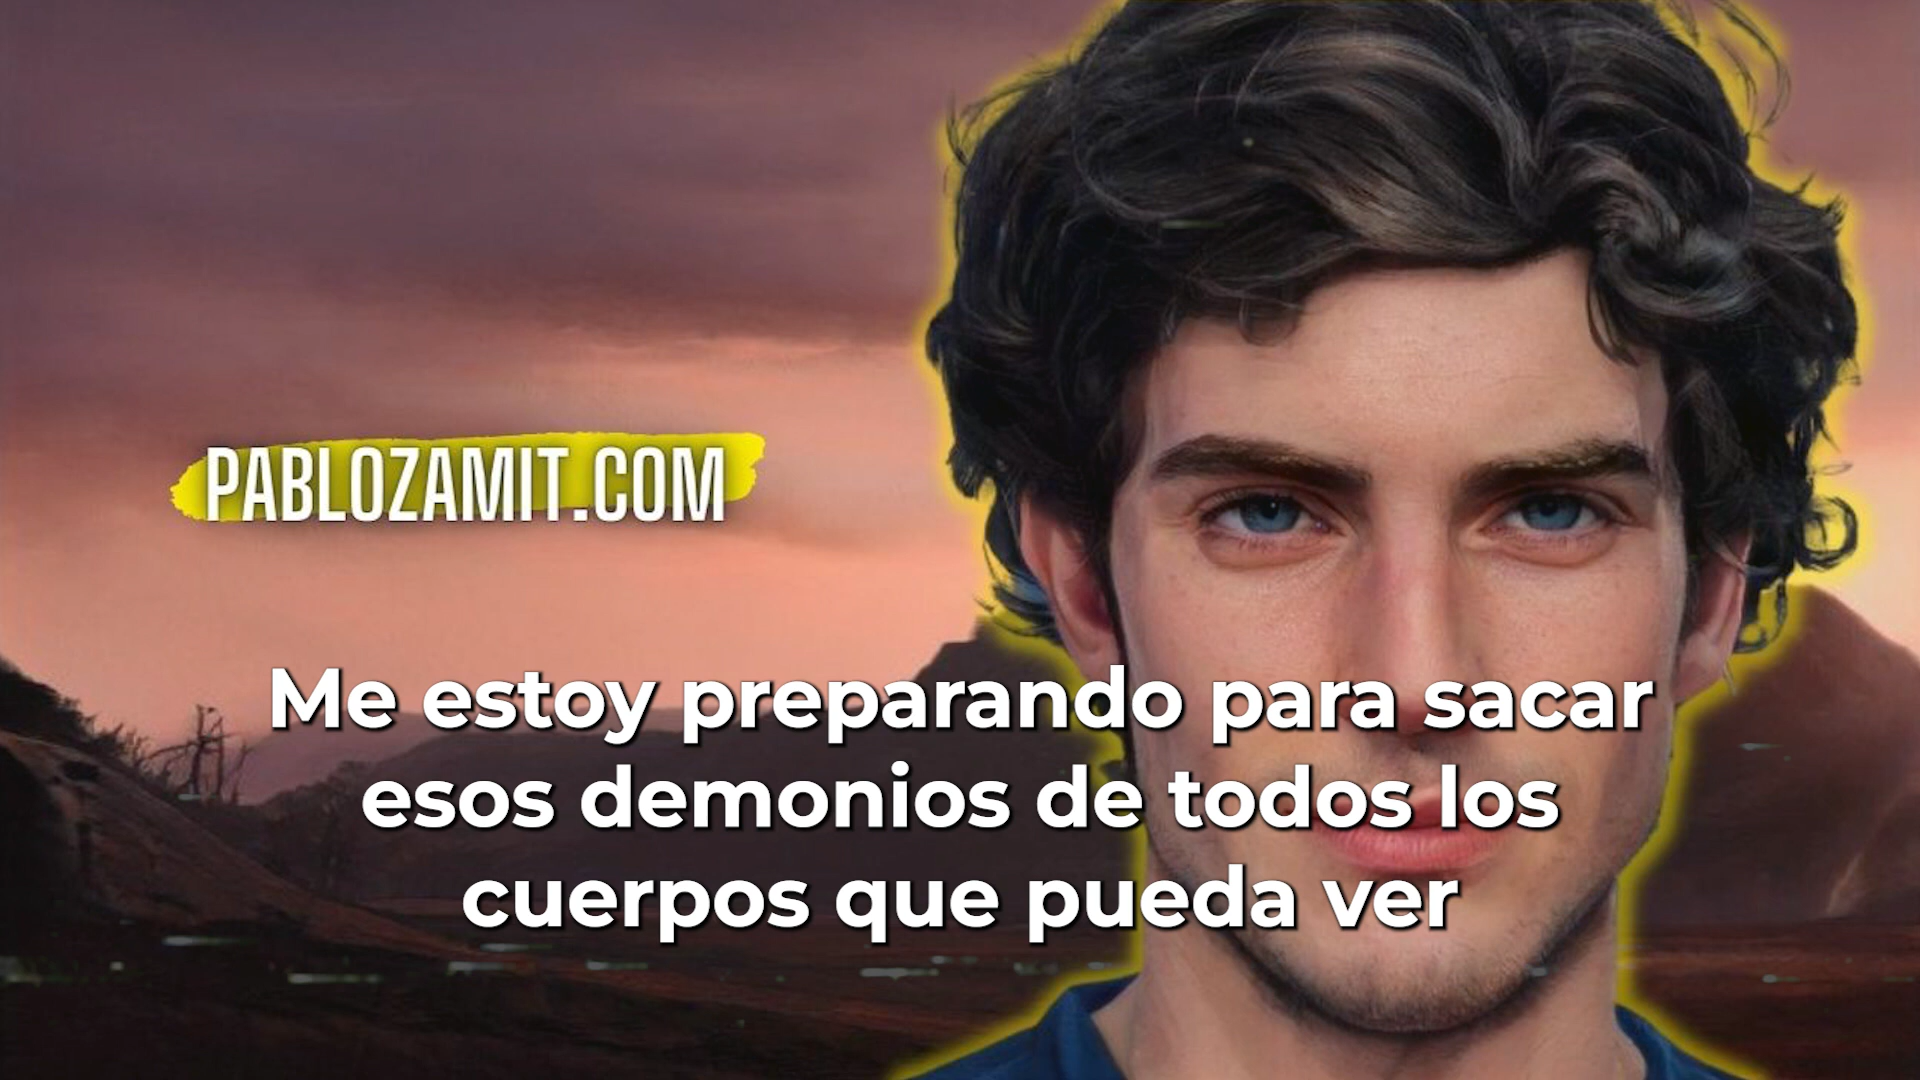 PABLOZAMIT.COM
Me estoy preparando para sacar
esos demonios de todos los
cuerpos que pueda ver